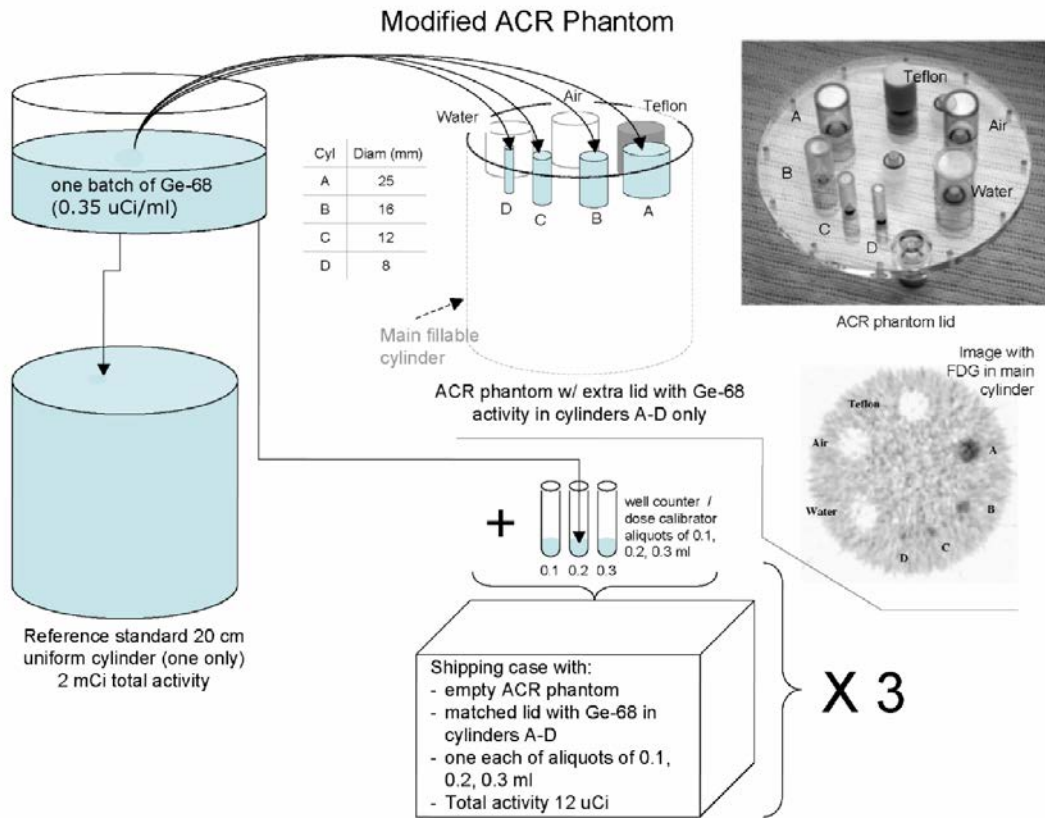 Modified ACR Phantom
one batch of Ge-68
(0.35 uCi/ml)
Cyl Diam (mm)
A 25
B 16
C 12
D 8
Water
Air
Teflon
D
C
B
A
Main fillable
cylinder
ACR phantom w/ extra lid with Ge-68
activity in cylinders A-D only
Teflon
A
Air
B
Water
C
D
ACR phantom lid
Image with
FDG in main
cylinder
Teflon
Air
A
Water
B
C
D
Reference standard 20 cm
uniform cylinder (one only)
2 mCi total activity
+
well counter /
dose calibrator
aliquots of 0.1,
0.2, 0.3 ml
0.1 0.2 0.3
Shipping case with:
- empty ACR phantom
- matched lid with Ge-68 in
cylinders A-D
- one each of aliquots of 0.1,
0.2, 0.3 ml
- Total activity 12 uCi
X 3